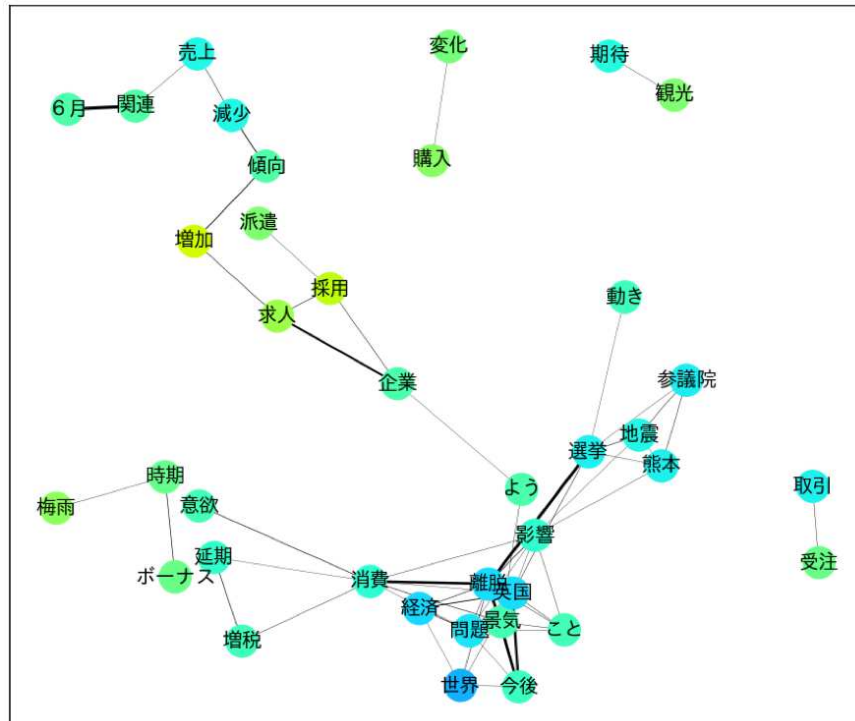 売上
変化
期待
観光
6月
関連
減少
購入
傾向
派遣
増加
採用
動き
求人
企業
参議院
地震
選挙
熊本
時期
よう
取引
梅雨
意欲
影響
延期
受注
ボーナス
消費
離脱
英国
経済
景気
問題
こと
増税
世界
今後